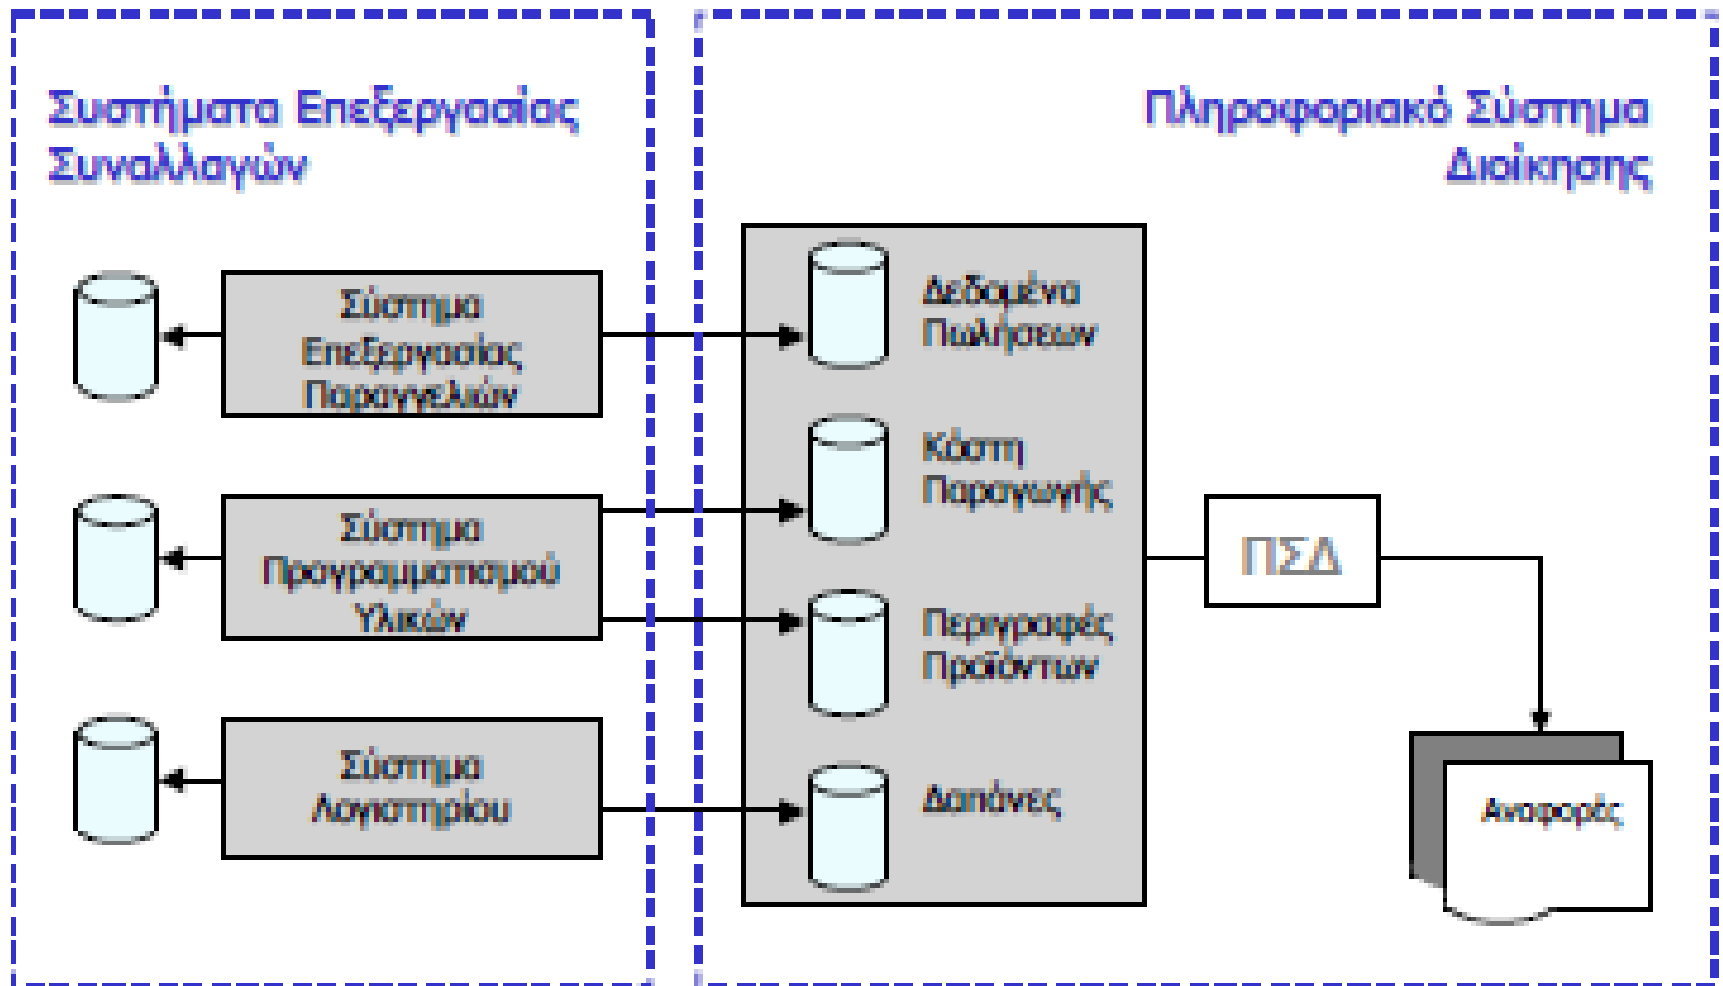 Συστήματα Επεξεργασίας
Συναλλαγών
Πληροφοριακό Σύστημα
Διοίκησης
Σύστημα
Επεξεργασίας
Παραγγελιών
Σύστημα
Προγραμματισμού
Υλικών
Σύστημα
Λογιστηρίου
Δεδομένα
Πωλήσεων
Κόστη
Παραγωγής
Περιγραφές
Προϊόντων
Δαπάνες
ΠΣΔ
Αναφορές